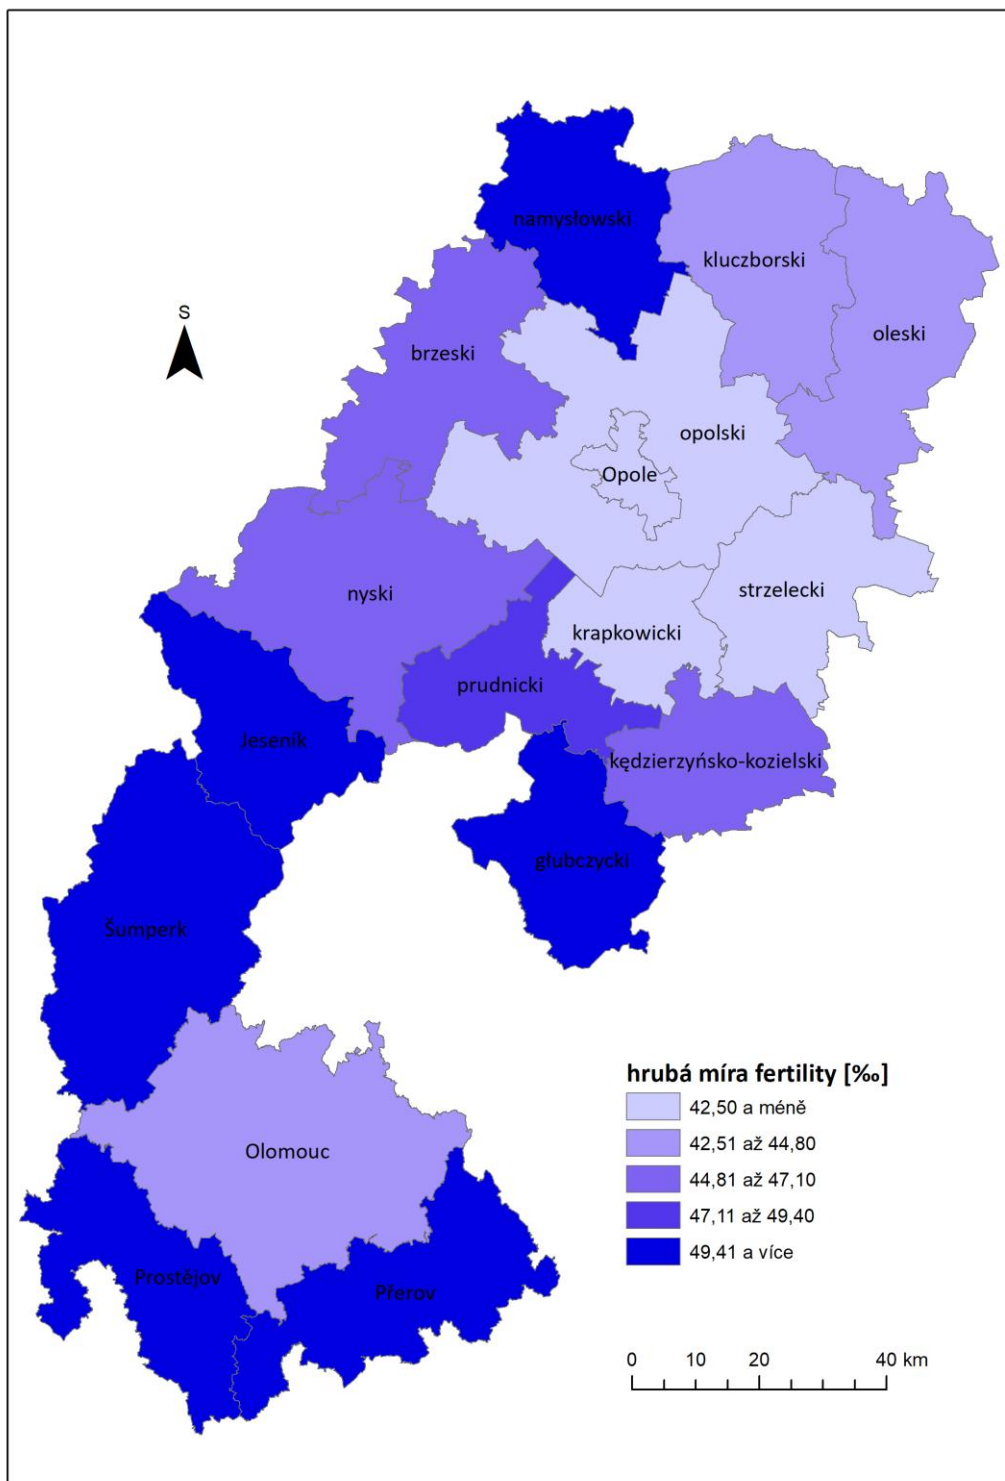 namysłowski
kluczborski
S
oleski
brzeski
opolski
Opole
strzelecki
nyski
krapkowicki
prudnicki
Jeseník
kędzierzyńsko-kozielski
głubczycki
Šumperk
hrubá míra fertility [‰]
42,50 a méně
42,51 až 44,80
44,81 až 47,10
47,11 až 49,40
49,41 a více
Olomouc
Prostějov
Přerov
0 10 20 40 km